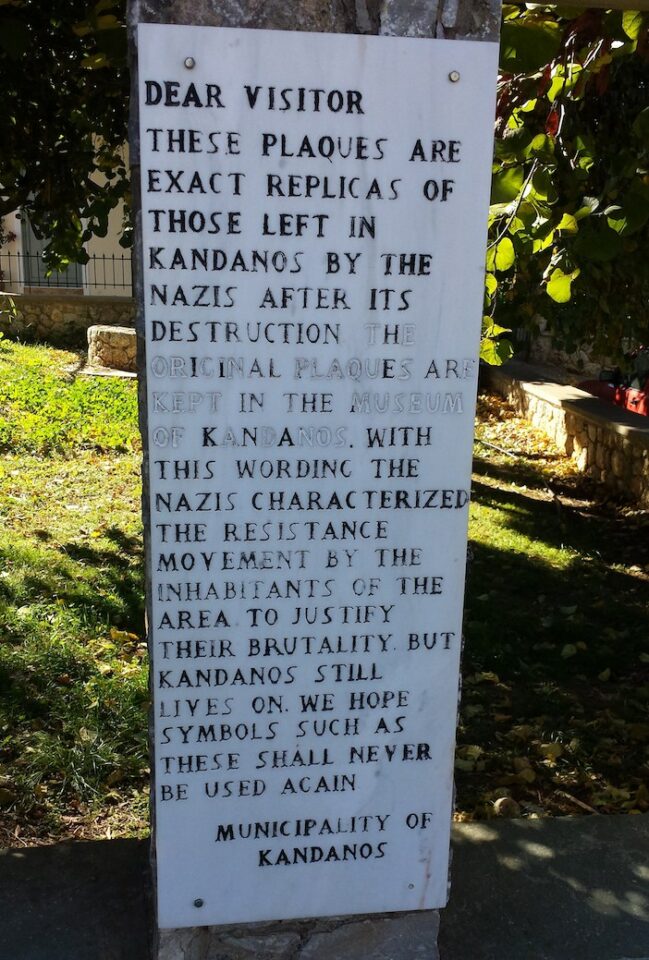 DEAR VISITOR
THESE PLAQUES ARE
EXACT REPLICAS OF
THOSE LEFT IN
KANDANOS BY THE
NAZIS AFTER ITS
DESTRUCTION THE
ORIGINAL PLAQUES ARE
KEPT IN THE MUSEUM
OF KANDANOS. WITH
THIS WORDING THE
NAZIS CHARACTERIZED
THE RESISTANCE
MOVEMENT BY THE
INHABITANTS OF THE
AREA. TO JUSTIFY
THEIR BRUTALITY. BUT
KANDANOS STILL
LIVES ON. WE HOPE
SYMBOLS SUCH AS
THESE SHALL NEVER
BE USED AGAIN
MUNICIPALITY OF
KANDANOS